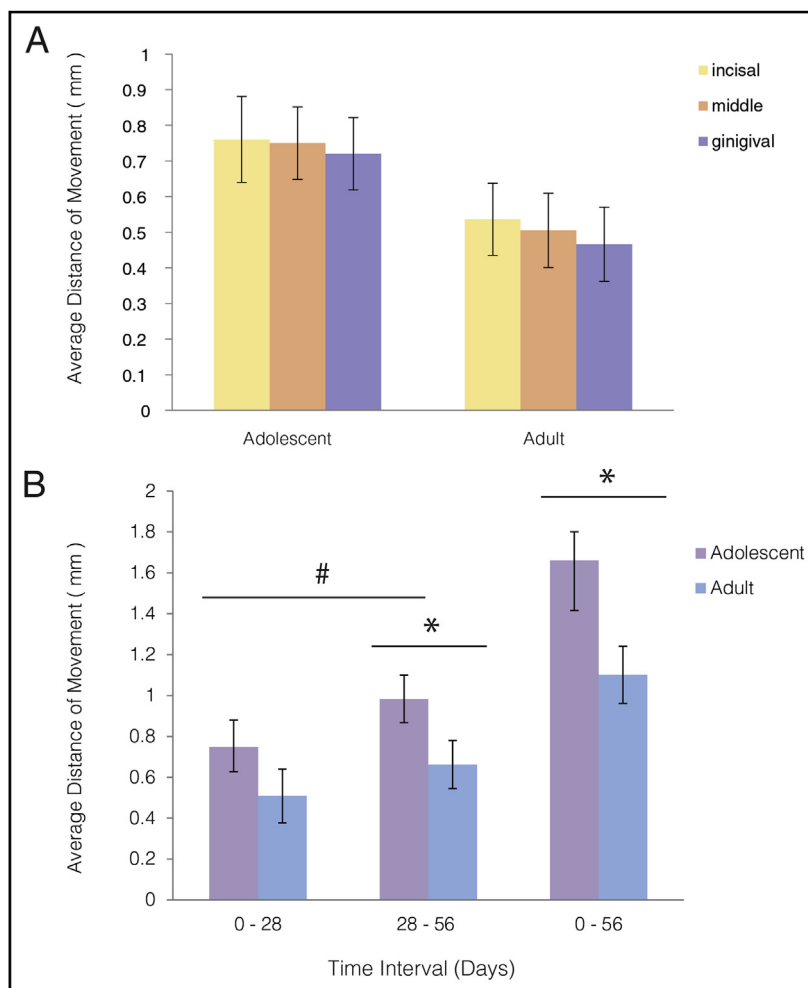 A
Average Distance of Movement ( mm )
1
0.9
0.8
0.7
0.6
0.5
0.4
0.3
0.2
0.1
0
Adolescent
Adult
incisal
middle
ginigival
B
Average Distance of Movement ( mm )
2
1.8
1.6
1.4
1.2
1
0.8
0.6
0.4
0.2
0
#
*
*
Adolescent
Adult
0 - 28
28 - 56
0 - 56
Time Interval (Days)